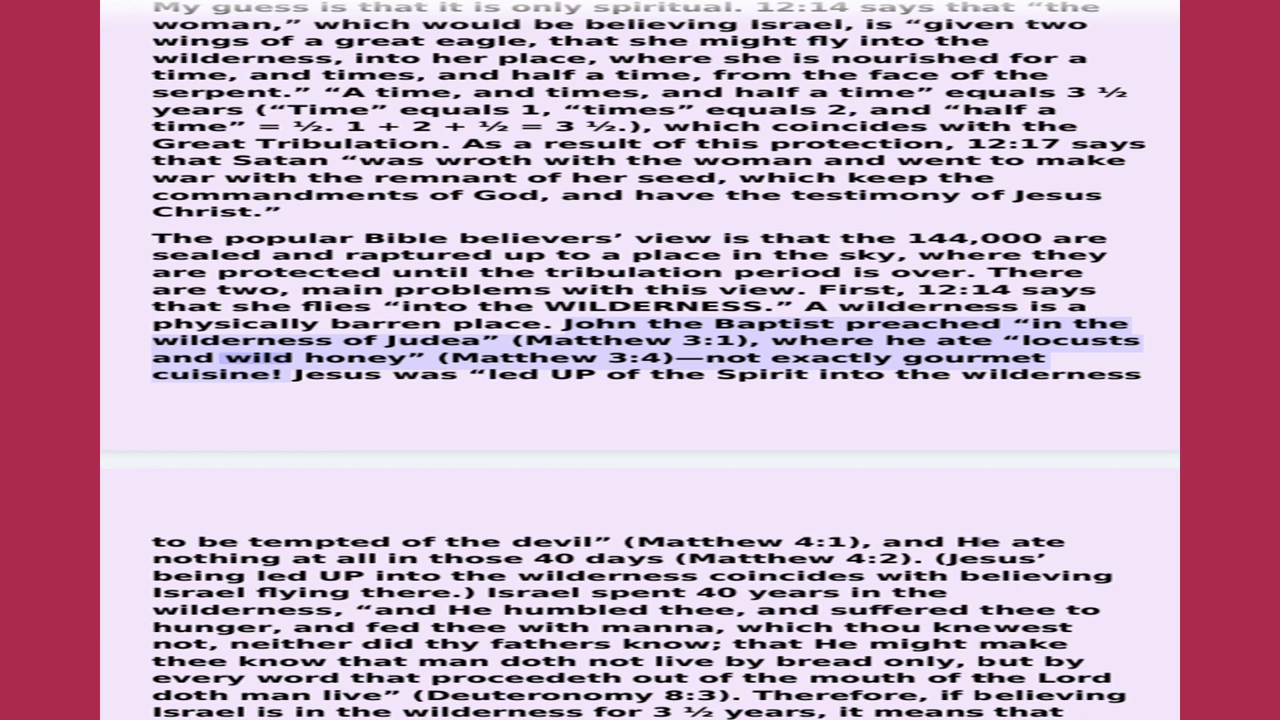 My guess is that it is only spiritual. 12:14 says that “the
woman,” which would be believing Israel, is “given two
wings of a great eagle, that she might fly into the
wilderness, into her place, where she is nourished for a
time, and times, and half a time, from the face of the
serpent.” “A time, and times, and half a time” equals 3 ½
years (“Time” equals 1, “times” equals 2, and “half a
time” = ½. 1 + 2 + ½ = 3 ½.), which coincides with the
Great Tribulation. As a result of this protection, 12:17 says
that Satan “was wroth with the woman and went to make
war with the remnant of her seed, which keep the
commandments of God, and have the testimony of Jesus
Christ.”
The popular Bible believers’ view is that the 144,000 are
sealed and raptured up to a place in the sky, where they
are protected until the tribulation period is over. There
are two, main problems with this view. First, 12:14 says
that she flies “into the WILDERNESS.” A wilderness is a
physically barren place. John the Baptist preached “in the
wilderness of Judea” (Matthew 3:1), where he ate “locusts
and wild honey” (Matthew 3:4)—not exactly gourmet
cuisine! Jesus was “led UP of the Spirit into the wilderness
to be tempted of the devil” (Matthew 4:1), and He ate
nothing at all in those 40 days (Matthew 4:2). (Jesus’
being led UP into the wilderness coincides with believing
Israel flying there.) Israel spent 40 years in the
wilderness, “and He humbled thee, and suffered thee to
hunger, and fed thee with manna, which thou knewest
not, neither did thy fathers know; that He might make
thee know that man doth not live by bread only, but by
every word that proceedeth out of the mouth of the Lord
doth man live” (Deuteronomy 8:3). Therefore, if believing
Israel is in the wilderness for 3 ½ years, it means that